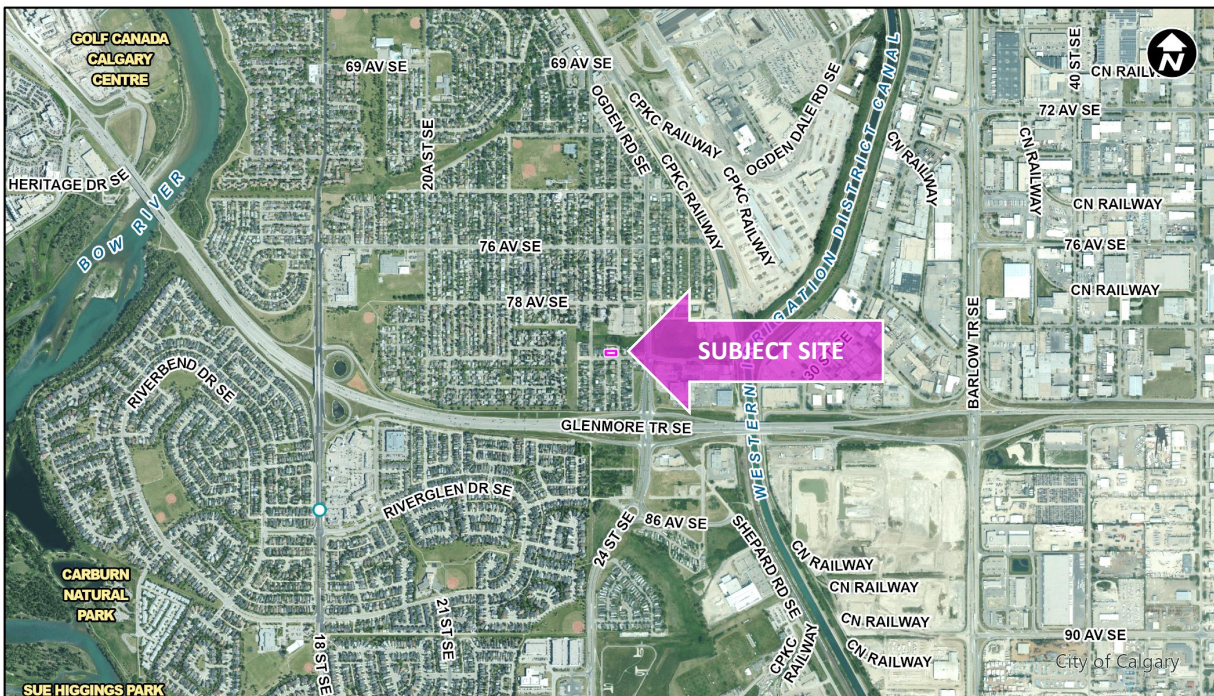 GOLF CANADA
CALGARY
CENTRE
69 AV SE
69 AV SE
40 ST SE
CN RAILW
N
72 AV SE
OGDEN RD SE
CPKC RAILWAY
OGDEN DALE RD SE
WESTERN IRRIGATION DISTRICT CANAL
CN RAILWAY
CN RAILWAY
20A ST SE
HERITAGE DR SE
BOW RIVER
CPKC RAILWAY
CPKC RAILWAY
CN RAILWAY
76 AV SE
76 AV SE
CN RAILWAY
78 AV SE
SUBJECT SITE
30 ST SE
BARLOW TR SE
RIVERBEND DR SE
GLENMORE TR SE
RIVERGLEN DR SE
86 AV SE
24 ST SE
SHEPARD RD SE
CN RAILWAY
CN RAILWAY
CN RAILWAY
CN RAILWAY
CARBURN
NATURAL
PARK
21 ST SE
18 ST SE
CPKC
RAILWAY
90 AV SE
City of Calgary
SUE HIGGINGS PARK